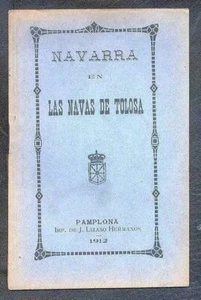 NAVARRA
EN
LAS NAVAS DE TOLOSA
PAMPLONA
IMP. DE J. LIZASO HERMANOS
1912